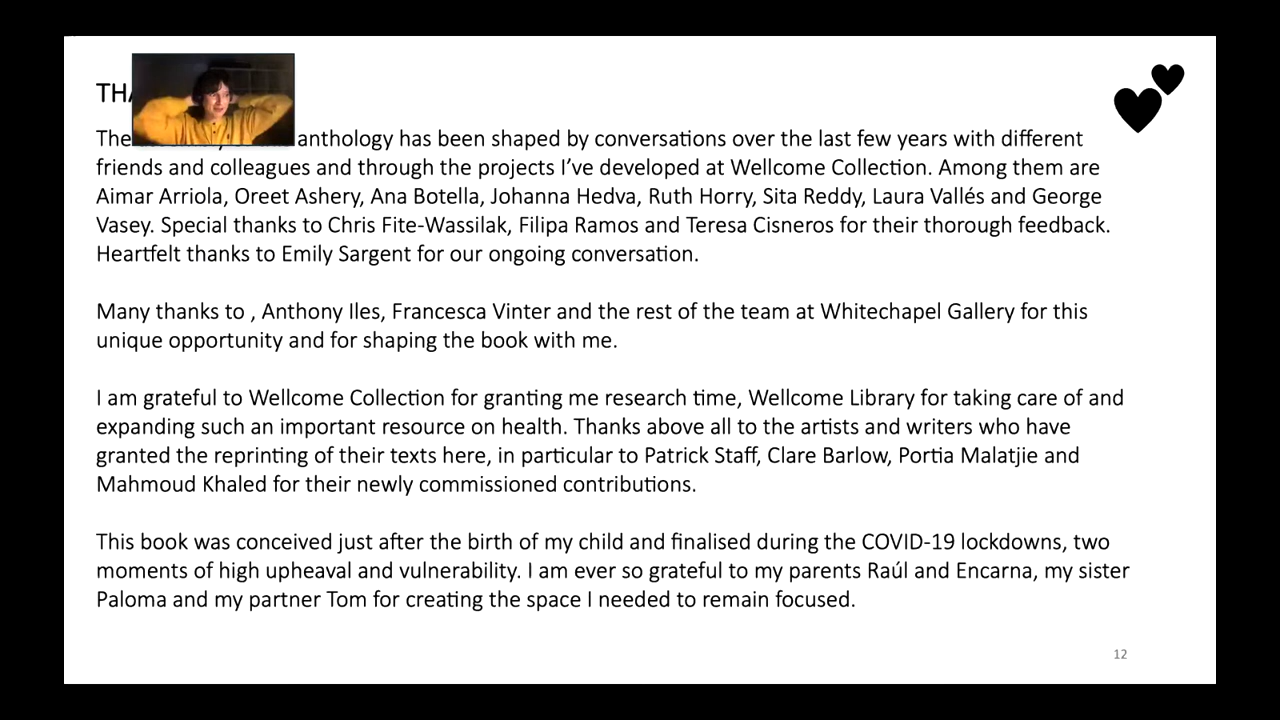 THA
The anthology has been shaped by conversations over the last few years with different
friends and colleagues and through the projects I’ve developed at Wellcome Collection. Among them are
Aimar Arriola, Oreet Ashery, Ana Botella, Johanna Hedva, Ruth Horry, Sita Reddy, Laura Vallés and George
Vasey. Special thanks to Chris Fite-Wassilak, Filipa Ramos and Teresa Cisneros for their thorough feedback.
Heartfelt thanks to Emily Sargent for our ongoing conversation.
Many thanks to , Anthony Iles, Francesca Vinter and the rest of the team at Whitechapel Gallery for this
unique opportunity and for shaping the book with me.
I am grateful to Wellcome Collection for granting me research time, Wellcome Library for taking care of and
expanding such an important resource on health. Thanks above all to the artists and writers who have
granted the reprinting of their texts here, in particular to Patrick Staff, Clare Barlow, Portia Malatjie and
Mahmoud Khaled for their newly commissioned contributions.
This book was conceived just after the birth of my child and finalised during the COVID-19 lockdowns, two
moments of high upheaval and vulnerability. I am ever so grateful to my parents Raúl and Encarna, my sister
Paloma and my partner Tom for creating the space I needed to remain focused.
12